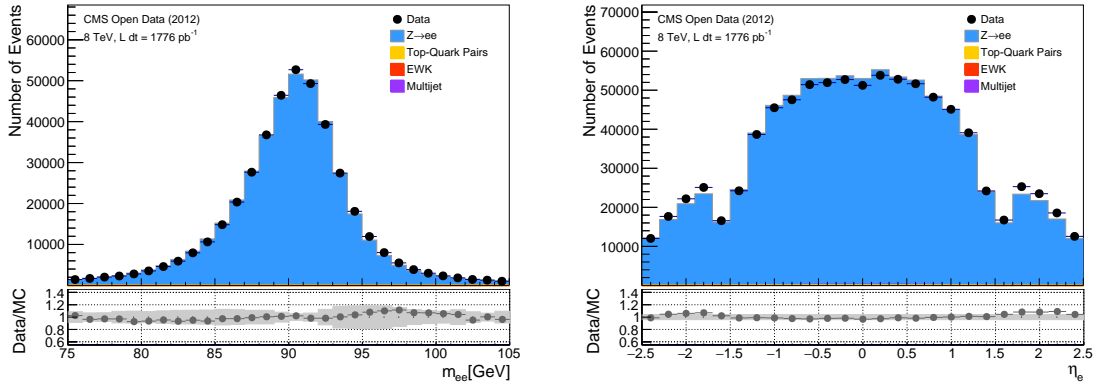 CMS Open Data (2012)
8 TeV, L dt = 1776 pb⁻¹
Data
Z→ee
Top-Quark Pairs
EWK
Multijet
Number of Events
60000
50000
40000
30000
20000
10000
Data/MC
1.4
1.2
1
0.8
0.6
75 80 85 90 95 100 105
m_ee[GeV]
CMS Open Data (2012)
8 TeV, L dt = 1776 pb⁻¹
Data
Z→ee
Top-Quark Pairs
EWK
Multijet
Number of Events
70000
60000
50000
40000
30000
20000
10000
Data/MC
1.4
1.2
1
0.8
0.6
−2.5 −2 −1.5 −1 −0.5 0 0.5 1 1.5 2 2.5
η_e